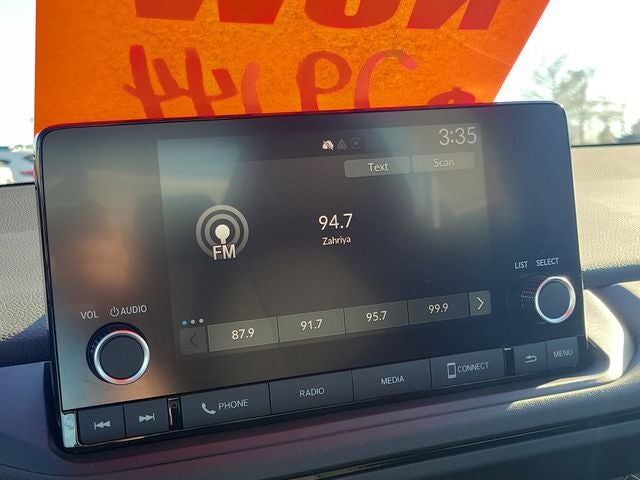 3:35
Text Scan
94.7
Zahriya
FM
87.9 91.7 95.7 99.9
VOL AUDIO
LIST SELECT
PHONE RADIO MEDIA CONNECT MENU